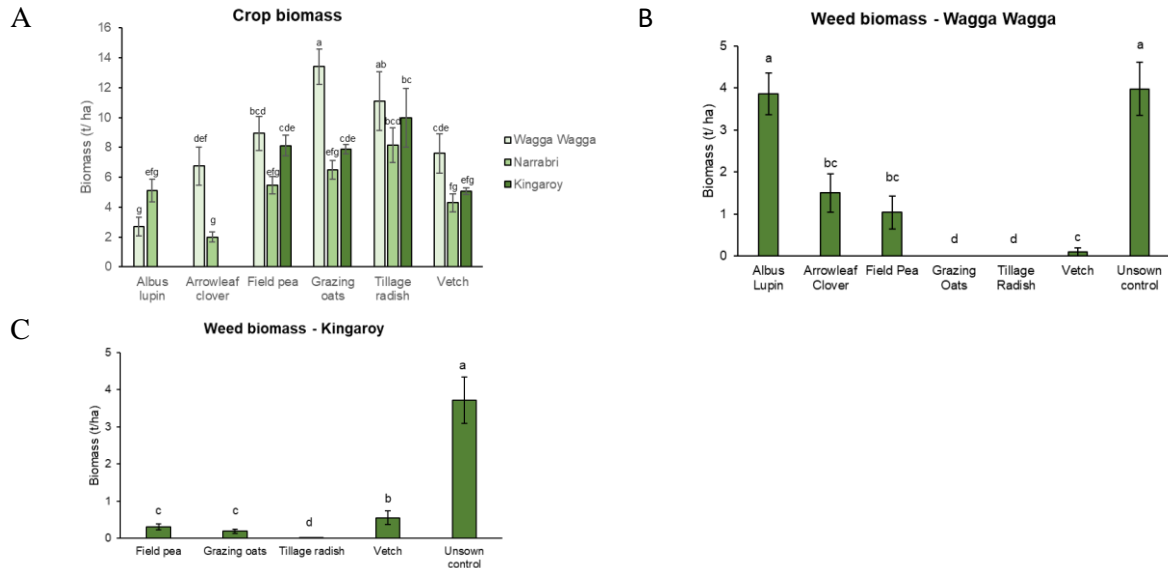 A
Crop biomass
Biomass (t/ ha)
16
14
12
10
8
6
4
2
0
g
efg
def
g
bcd
efg
cde
a
efg
cde
ab
bcd
bc
cde
fg
efg
Albus
lupin
Arrowleaf
clover
Field pea
Grazing
oats
Tillage
radish
Vetch
Wagga Wagga
Narrabri
Kingaroy
B
Weed biomass - Wagga Wagga
Biomass (t/ ha)
5
4
3
2
1
0
a
bc
bc
d
d
c
a
Albus
Lupin
Arrowleaf
Clover
Field Pea
Grazing
Oats
Tillage
Radish
Vetch
Unsown
control
C
Weed biomass - Kingaroy
Biomass (t/ha)
5
4
3
2
1
0
c
c
d
b
a
Field pea
Grazing oats
Tillage radish
Vetch
Unsown
control